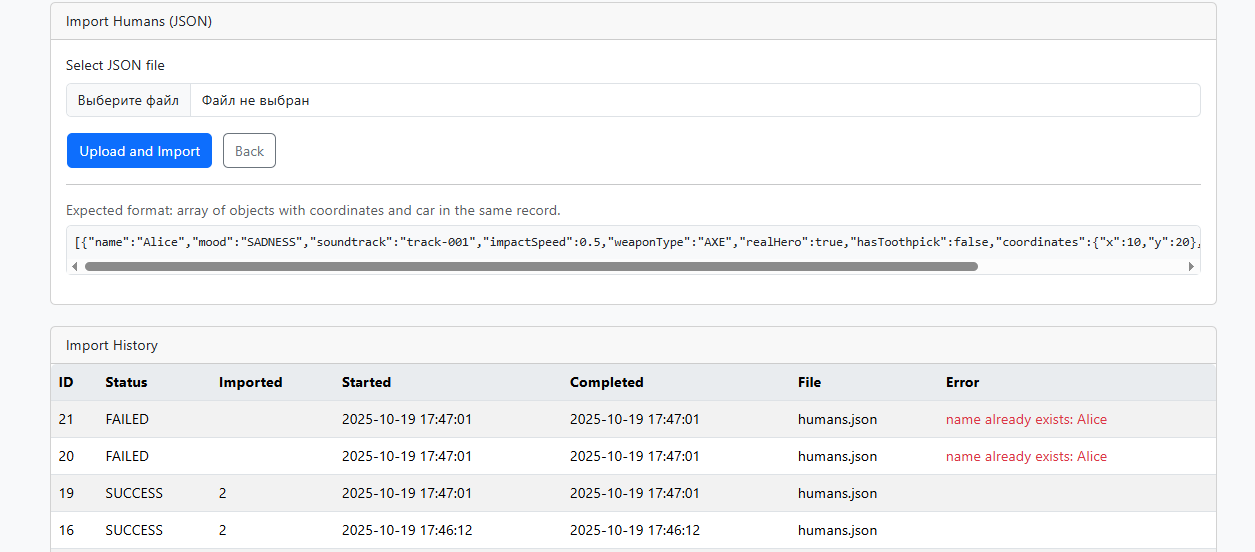 Import Humans (JSON)
Select JSON file
Выберите файл Файл не выбран
Upload and Import Back
Expected format: array of objects with coordinates and car in the same record.
[{"name":"Alice","mood":"SADNESS","soundtrack":"track-001","impactSpeed":0.5,"weaponType":"AXE","realHero":true,"hasToothpick":false,"coordinates":{"x":10,"y":20},
Import History
ID Status Imported Started Completed File Error
21 FAILED 2025-10-19 17:47:01 2025-10-19 17:47:01 humans.json name already exists: Alice
20 FAILED 2025-10-19 17:47:01 2025-10-19 17:47:01 humans.json name already exists: Alice
19 SUCCESS 2 2025-10-19 17:47:01 2025-10-19 17:47:01 humans.json
16 SUCCESS 2 2025-10-19 17:46:12 2025-10-19 17:46:12 humans.json